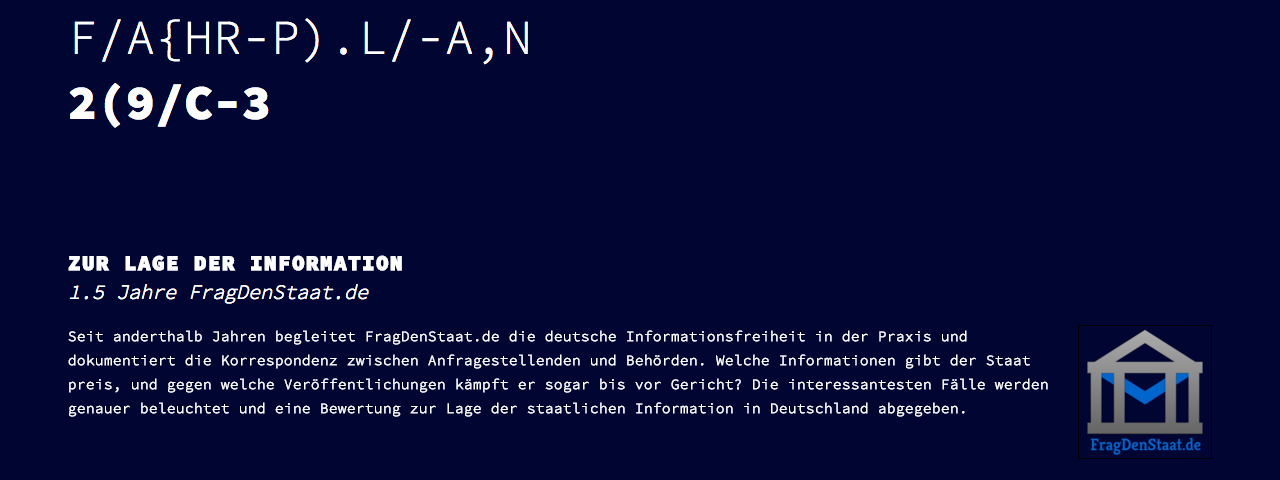 F/A{HR-P).L/-A,N
2(9/C-3
ZUR LAGE DER INFORMATION
1.5 Jahre FragDenStaat.de
Seit anderthalb Jahren begleitet FragDenStaat.de die deutsche Informationsfreiheit in der Praxis und
dokumentiert die Korrespondenz zwischen Anfragestellenden und Behörden. Welche Informationen gibt der Staat
preis, und gegen welche Veröffentlichungen kämpft er sogar bis vor Gericht? Die interessantesten Fälle werden
genauer beleuchtet und eine Bewertung zur Lage der staatlichen Information in Deutschland abgegeben.
FragDenStaat.de